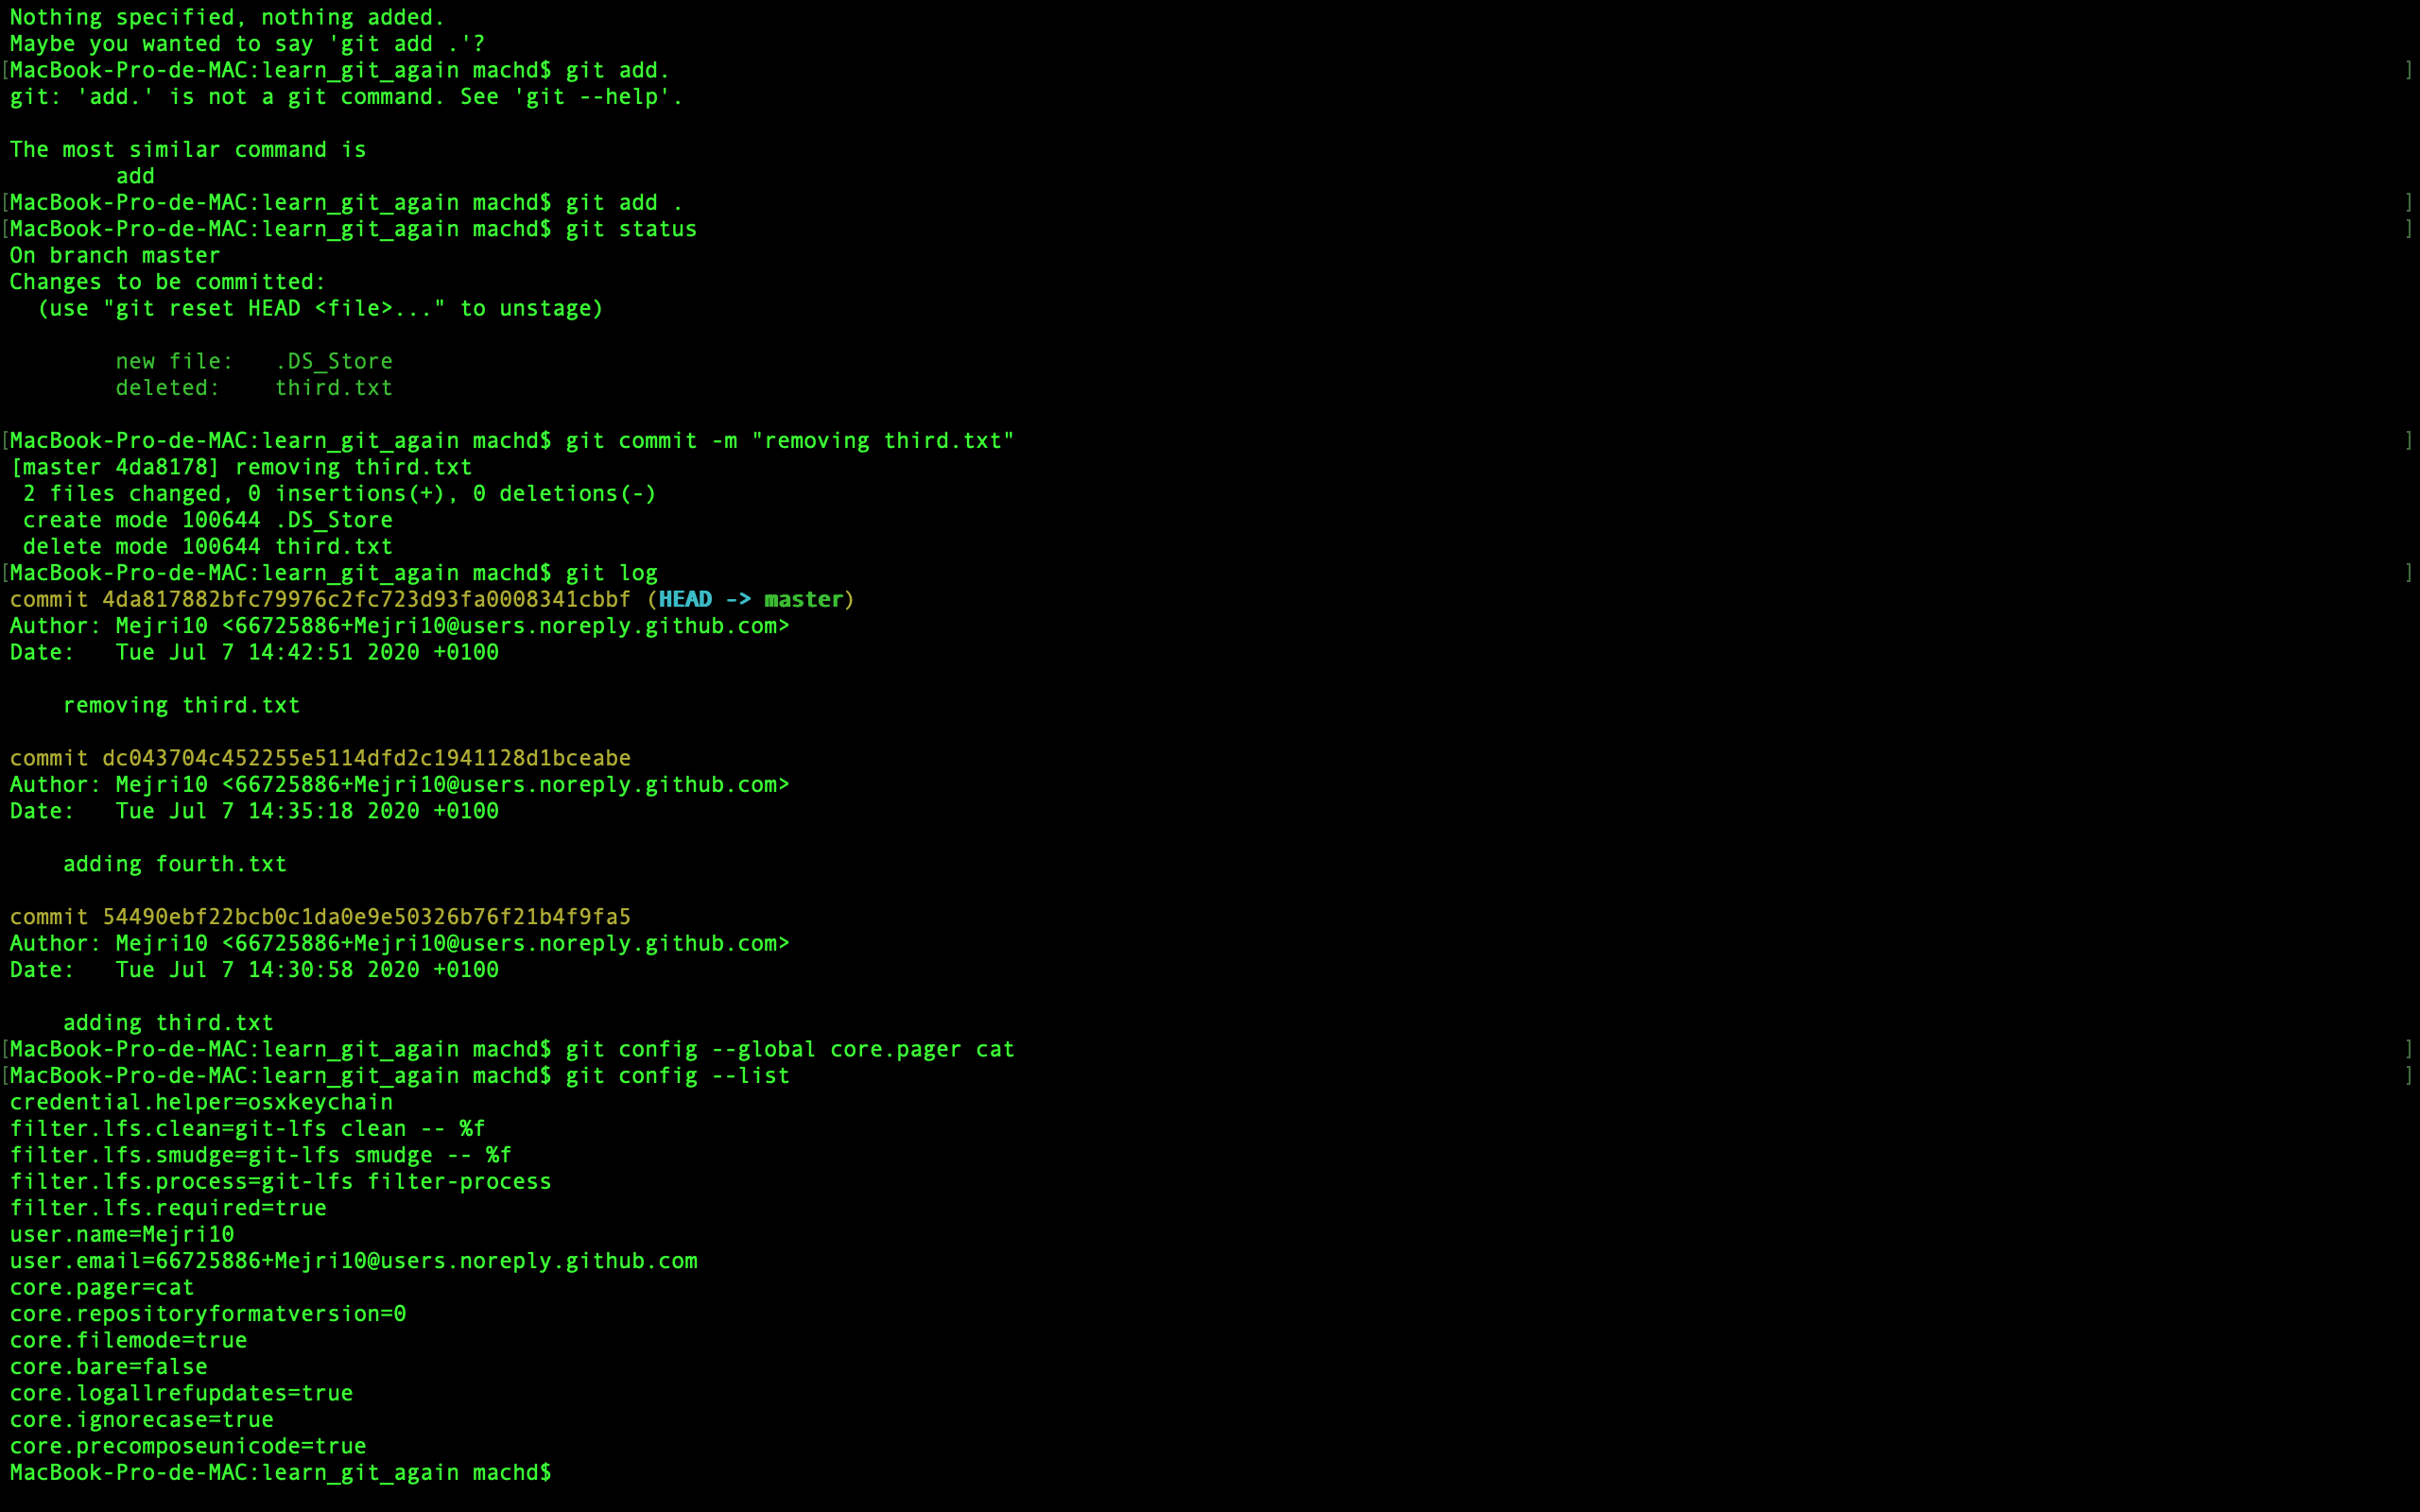 Nothing specified, nothing added.
Maybe you wanted to say 'git add .'?
[MacBook-Pro-de-MAC:learn_git_again machd$ git add. ]
git: 'add.' is not a git command. See 'git --help'.
The most similar command is
add
[MacBook-Pro-de-MAC:learn_git_again machd$ git add . ]
[MacBook-Pro-de-MAC:learn_git_again machd$ git status ]
On branch master
Changes to be committed:
(use "git reset HEAD <file>..." to unstage)
new file: .DS_Store
deleted: third.txt
[MacBook-Pro-de-MAC:learn_git_again machd$ git commit -m "removing third.txt" ]
[master 4da8178] removing third.txt
2 files changed, 0 insertions(+), 0 deletions(-)
create mode 100644 .DS_Store
delete mode 100644 third.txt
[MacBook-Pro-de-MAC:learn_git_again machd$ git log ]
commit 4da817882bfc79976c2fc723d93fa0008341cbbf (HEAD -> master)
Author: Mejri10 <66725886+Mejri10@users.noreply.github.com>
Date: Tue Jul 7 14:42:51 2020 +0100
removing third.txt
commit dc043704c452255e5114dfd2c1941128d1bceabe
Author: Mejri10 <66725886+Mejri10@users.noreply.github.com>
Date: Tue Jul 7 14:35:18 2020 +0100
adding fourth.txt
commit 54490ebf22bcb0c1da0e9e50326b76f21b4f9fa5
Author: Mejri10 <66725886+Mejri10@users.noreply.github.com>
Date: Tue Jul 7 14:30:58 2020 +0100
adding third.txt
[MacBook-Pro-de-MAC:learn_git_again machd$ git config --global core.pager cat ]
[MacBook-Pro-de-MAC:learn_git_again machd$ git config --list ]
credential.helper=osxkeychain
filter.lfs.clean=git-lfs clean -- %f
filter.lfs.smudge=git-lfs smudge -- %f
filter.lfs.process=git-lfs filter-process
filter.lfs.required=true
user.name=Mejri10
user.email=66725886+Mejri10@users.noreply.github.com
core.pager=cat
core.repositoryformatversion=0
core.filemode=true
core.bare=false
core.logallrefupdates=true
core.ignorecase=true
core.precomposeunicode=true
MacBook-Pro-de-MAC:learn_git_again machd$